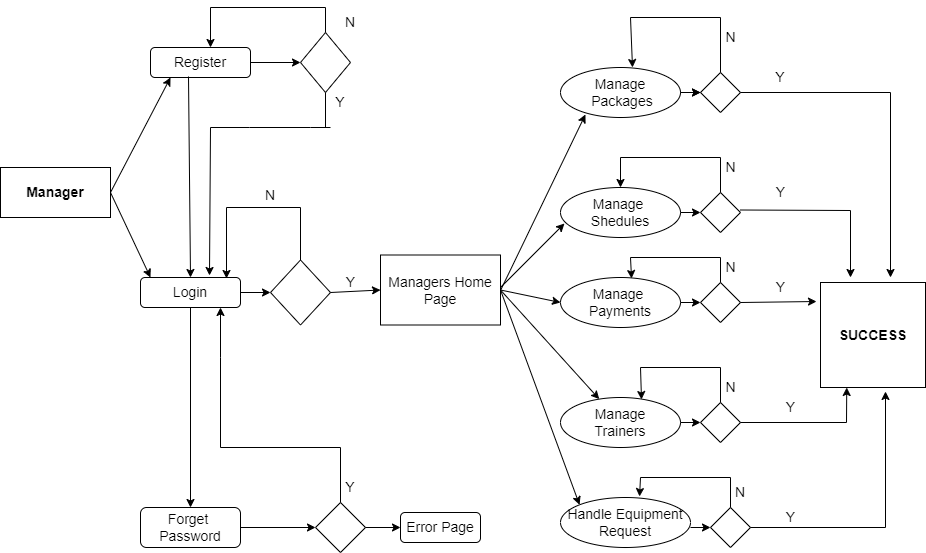 N
Register
Y
Manager
N
Login
Y
Managers Home
Page
Forget
Password
Y
Error Page
N
Manage
Packages
Y
N
Manage
Shedules
Y
N
Manage
Payments
Y
SUCCESS
N
Manage
Trainers
Y
N
Handle Equipment
Request
Y